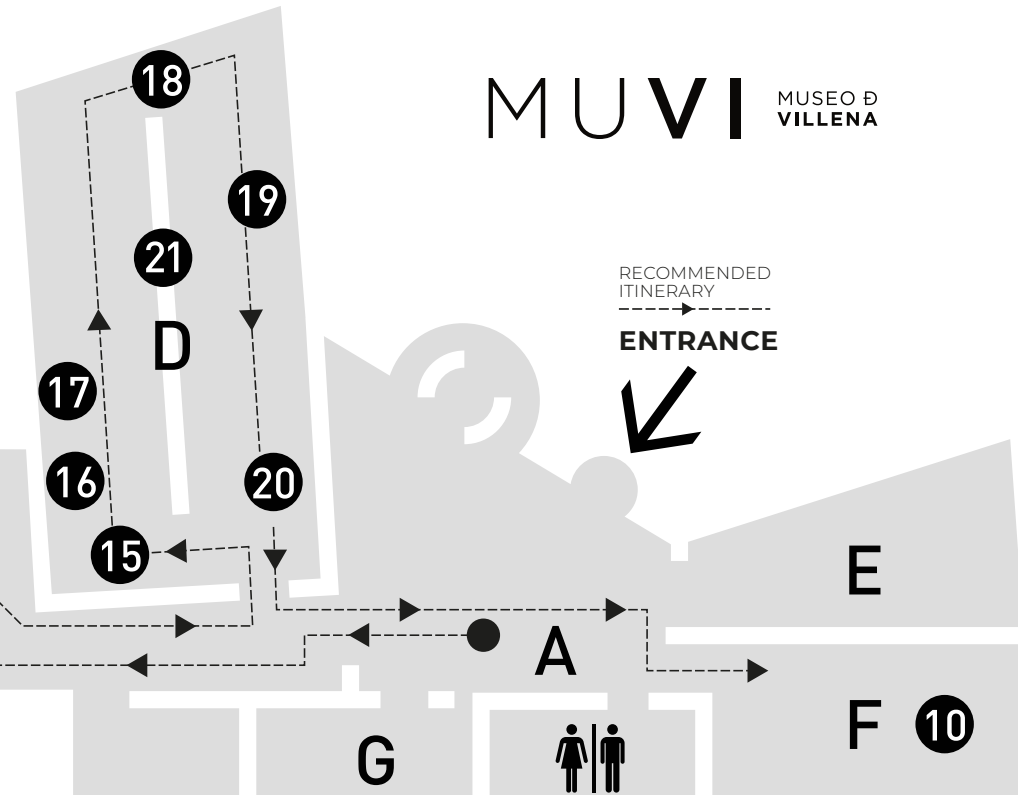 MUVI
MUSEO Đ
VILLENA
18
19
21
RECOMMENDED
ITINERARY
ENTRANCE
D
17
16
20
15
E
A
F
10
G